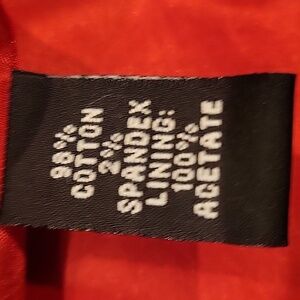 98%
COTTON
2%
SPANDEX
LINING:
100%
ACETATE